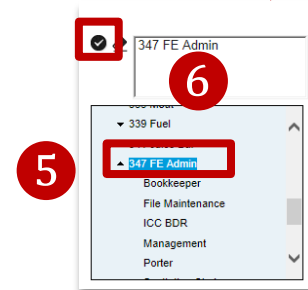 347 FE Admin
6
339 Fuel
5
347 FE Admin
Bookkeeper
File Maintenance
ICC BDR
Management
Porter